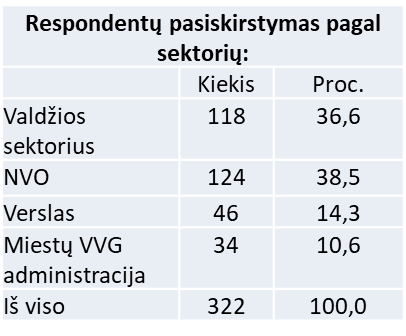 Respondentų pasiskirstymas pagal
sektorių:
Kiekis Proc.
Valdžios
sektorius 118 36,6
NVO 124 38,5
Verslas 46 14,3
Miestų VVG
administracija 34 10,6
Iš viso 322 100,0